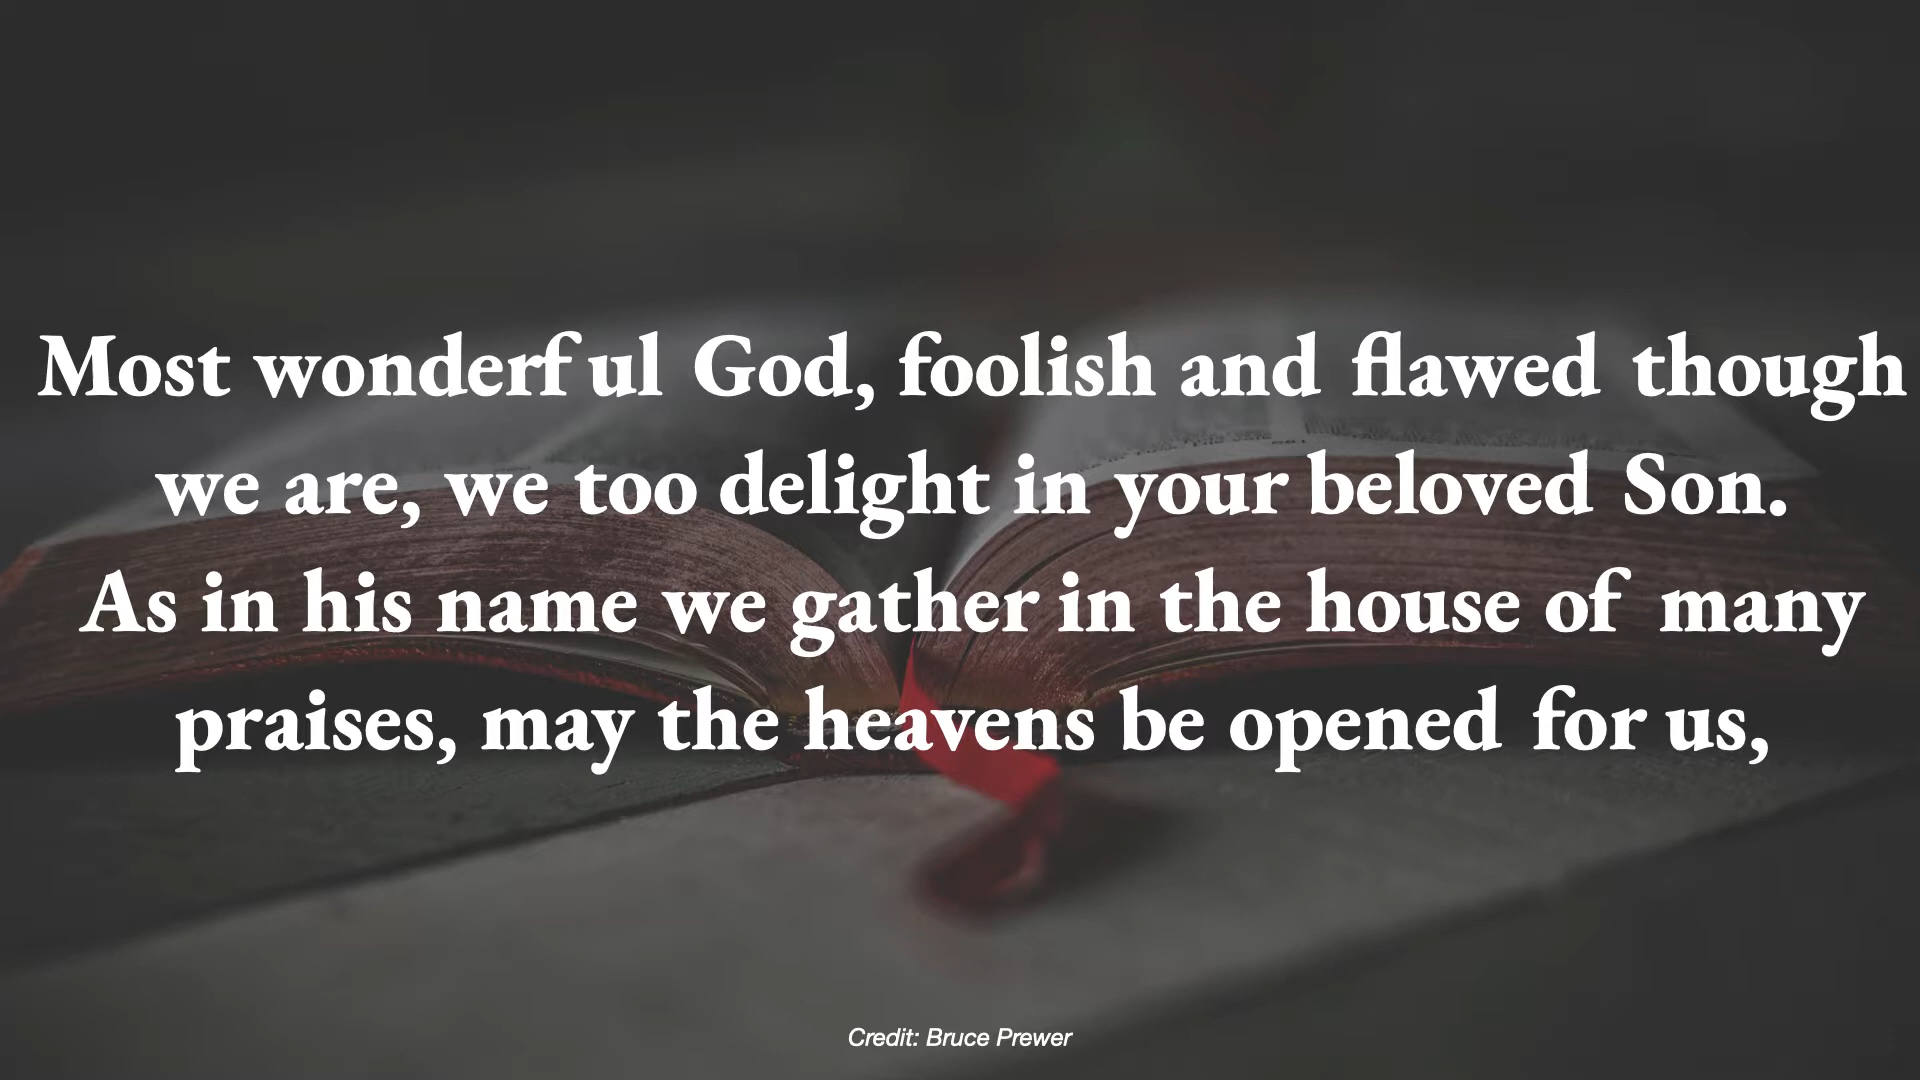 Most wonderful God, foolish and flawed though
we are, we too delight in your beloved Son.
As in his name we gather in the house of many
praises, may the heavens be opened for us,
Credit: Bruce Prewer